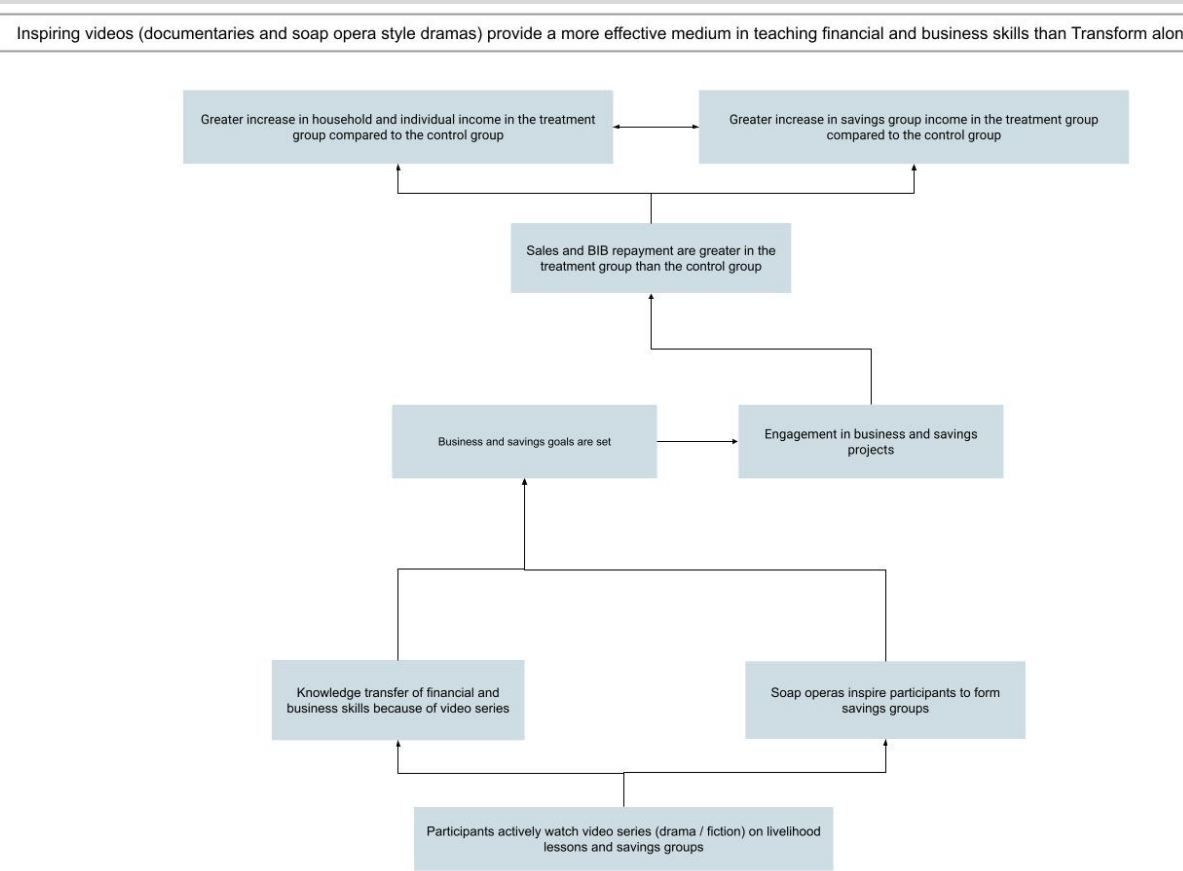 Inspiring videos (documentaries and soap opera style dramas) provide a more effective medium in teaching financial and business skills than Transform
Greater increase in household and individual income in the treatment
group compared to the control group
Greater increase in savings group income in the treatment group
compared to the control group
Sales and BIB repayment are greater in the
treatment group than the control group
Business and savings goals are set
Engagement in business and savings
projects
Knowledge transfer of financial and
business skills because of video series
Soap operas inspire participants to form
savings groups
Participants actively watch video series (drama / fiction) on livelihood
lessons and savings groups